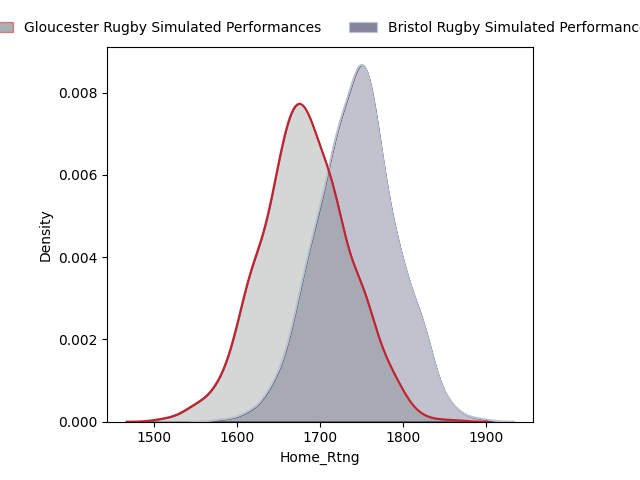 Gloucester Rugby Simulated Performances Bristol Rugby Simulated
0.008
0.006
0.004
0.002
0.000
Density
1500 1600 1700 1800 1900
Home_Rtng